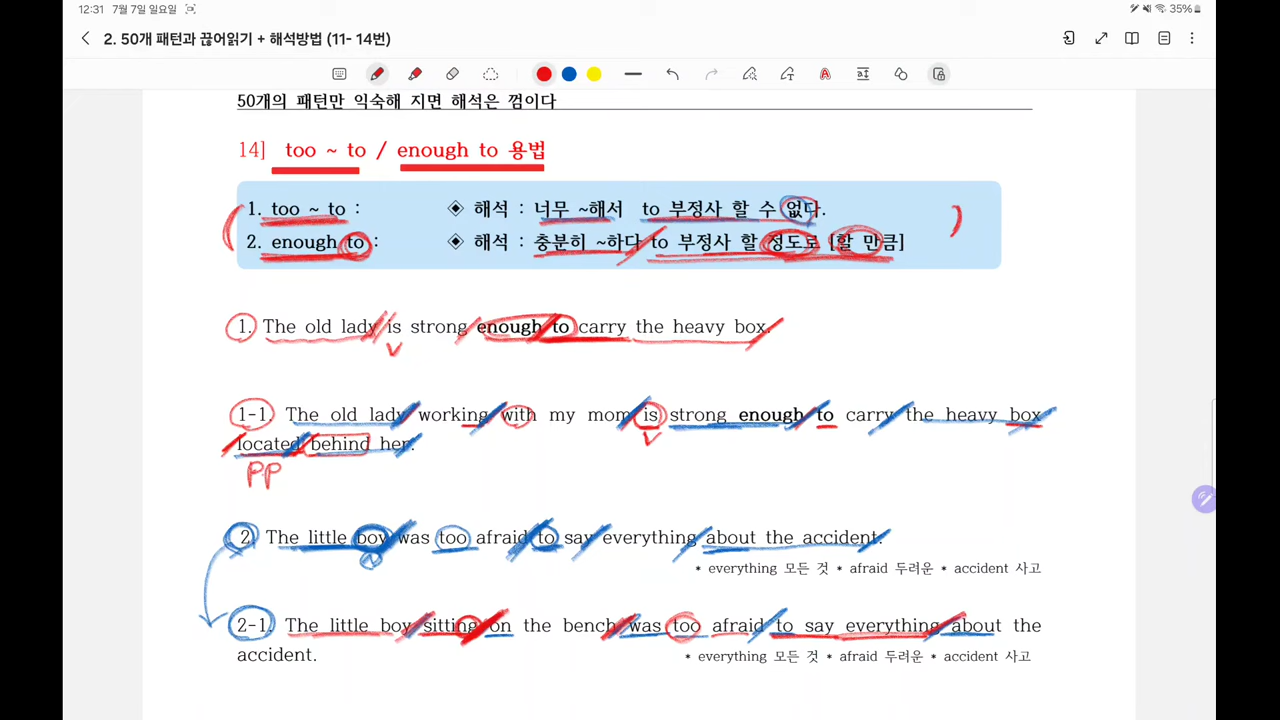 12:31 7월 7일 일요일 35%
2. 50개 패턴과 끊어읽기 + 해석방법 (11- 14번)
50개의 패턴만 익숙해 지면 해석은 껌이다
14] too ~ to / enough to 용법
1. too ~ to : ◈ 해석 : 너무 ~해서 to 부정사 할 수 없다.
2. enough to : ◈ 해석 : 충분히 ~하다 to 부정사 할 정도로 [할 만큼]
1. The old lady is strong enough to carry the heavy box.
V
1-1. The old lady working with my mom is strong enough to carry the heavy box
V
located behind her.
PP
2. The little boy was too afraid to say everything about the accident.
* everything 모든 것 * afraid 두려운 * accident 사고
2-1. The little boy sitting on the bench was too afraid to say everything about the
accident.
* everything 모든 것 * afraid 두려운 * accident 사고